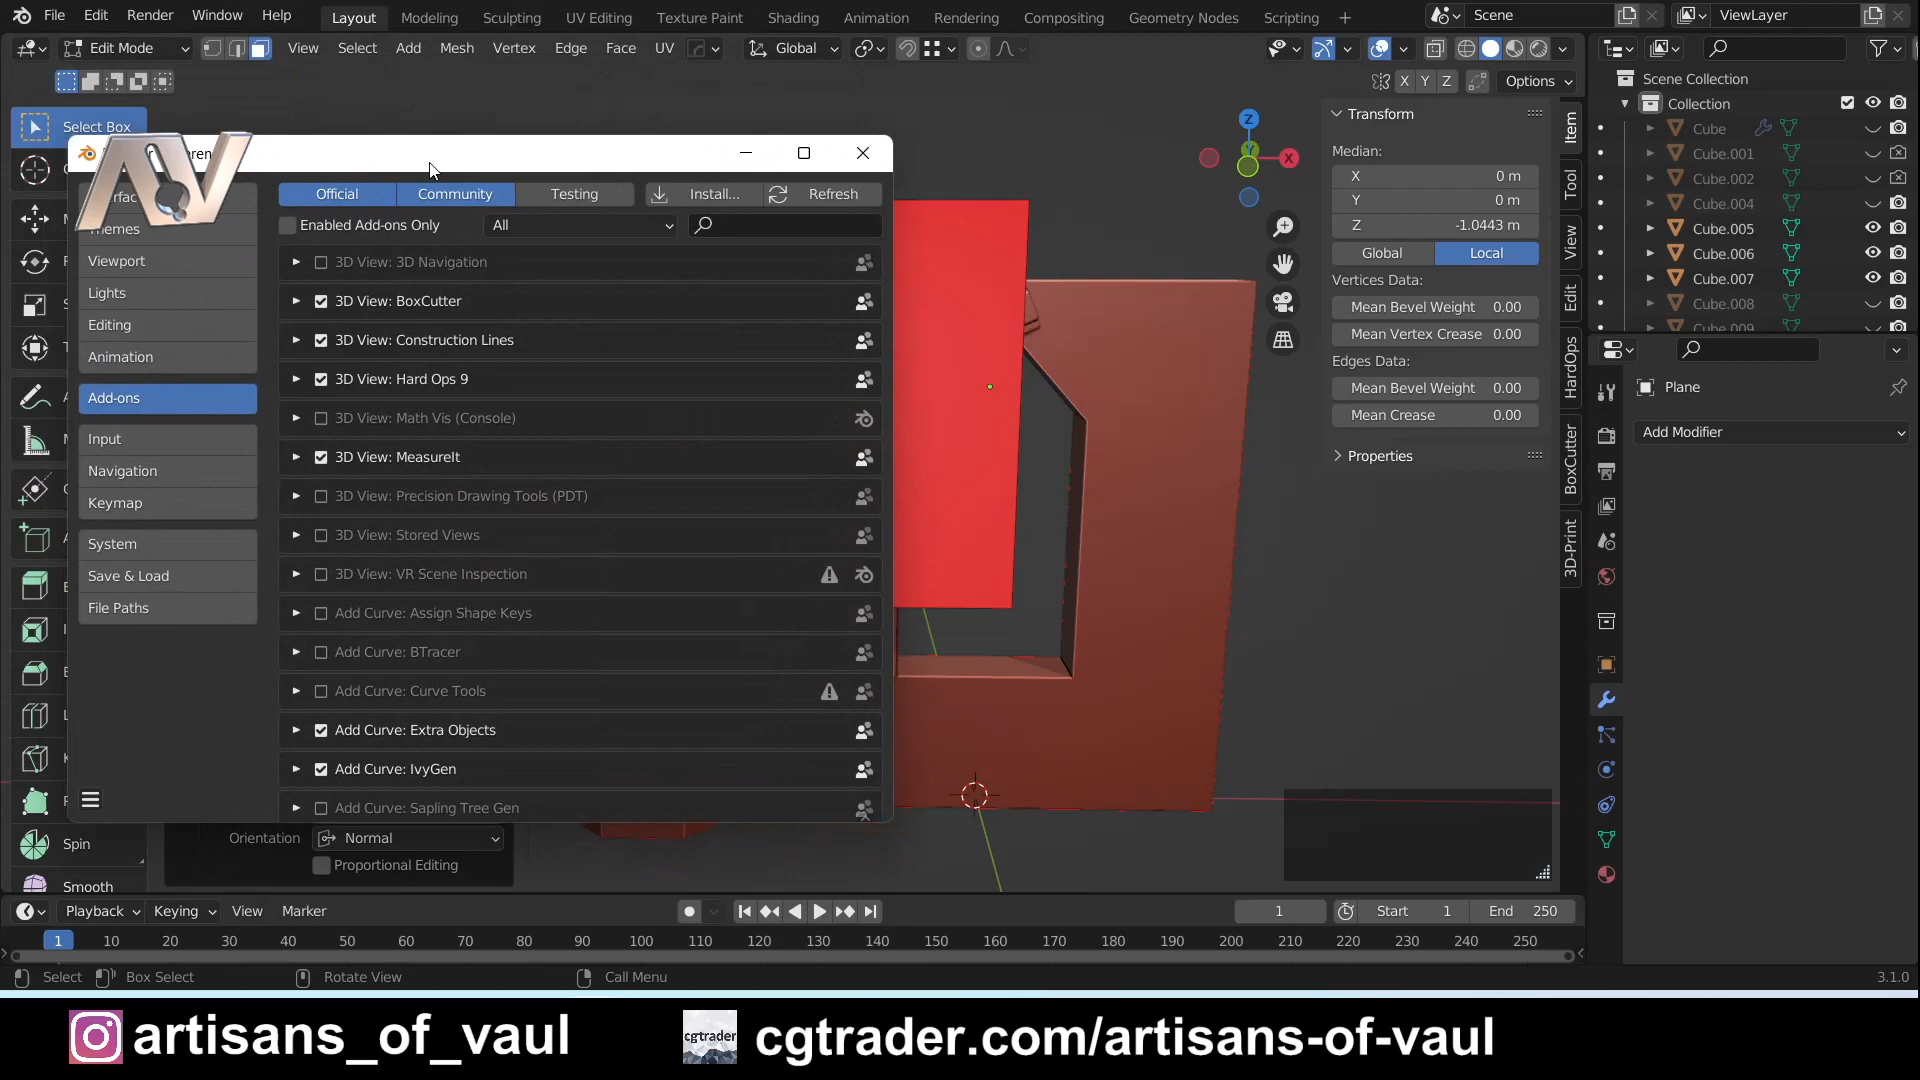 File Edit Render Window Help Layout Modeling Sculpting UV Editing Texture Paint Shading Animation Rendering Compositing Geometry Nodes Scripting + Scene ViewLayer
Edit Mode View Select Add Mesh Vertex Edge Face UV Global
X Y Z Options
Scene Collection
Collection
Cube
Cube.001
Cube.002
Cube.004
Cube.005
Cube.006
Cube.007
Cube.008
Cube.009
Select Box
AV
Themes
Viewport
Lights
Editing
Animation
Add-ons
Input
Navigation
Keymap
System
Save & Load
File Paths
Official Community Testing Install... Refresh
Enabled Add-ons Only All
3D View: 3D Navigation
3D View: BoxCutter
3D View: Construction Lines
3D View: Hard Ops 9
3D View: Math Vis (Console)
3D View: MeasureIt
3D View: Precision Drawing Tools (PDT)
3D View: Stored Views
3D View: VR Scene Inspection
Add Curve: Assign Shape Keys
Add Curve: BTracer
Add Curve: Curve Tools
Add Curve: Extra Objects
Add Curve: IvyGen
Add Curve: Sapling Tree Gen
Orientation Normal
Proportional Editing
Spin
Smooth
Y
X
Transform
Median:
X 0 m
Y 0 m
Z -1.0443 m
Global Local
Vertices Data:
Mean Bevel Weight 0.00
Mean Vertex Crease 0.00
Edges Data:
Mean Bevel Weight 0.00
Mean Crease 0.00
Properties
Item
Tool
View
Edit
HardOps
BoxCutter
3D-Print
Plane
Add Modifier
Playback Keying View Marker 1 Start 1 End 250
1 10 20 30 40 50 60 70 80 90 100 110 120 130 140 150 160 170 180 190 200 210 220 230 240 250
Select Box Select Rotate View Call Menu 3.1.0
artisans_of_vaul cgtrader cgtrader.com/artisans-of-vaul